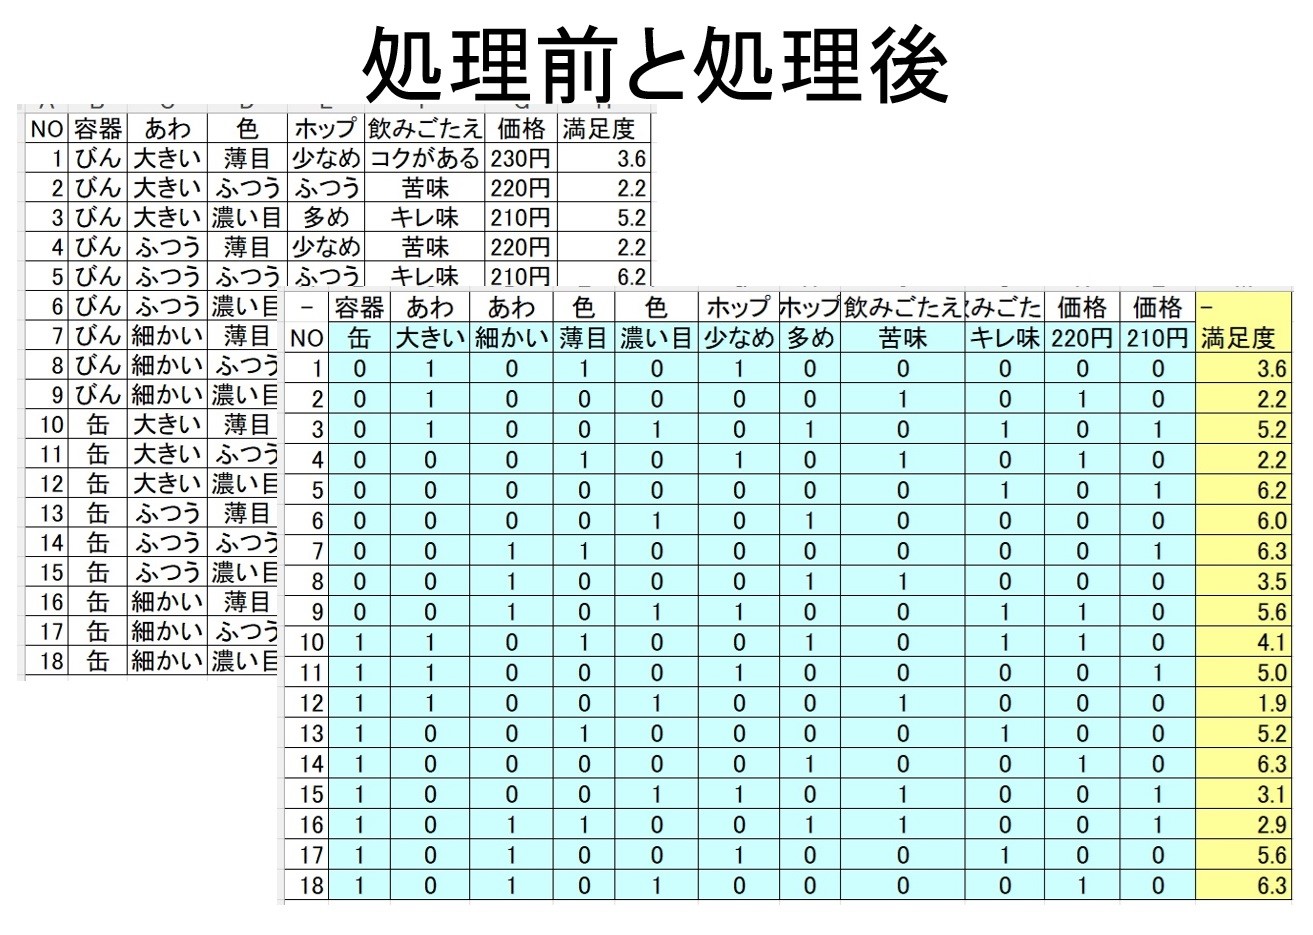 処理前と処理後
NO 容器 あわ 色 ホップ 飲みごたえ 価格 満足度
1 びん 大きい 薄目 少なめ コクがある 230円 3.6
2 びん 大きい ふつう ふつう 苦味 220円 2.2
3 びん 大きい 濃い目 多め キレ味 210円 5.2
4 びん ふつう 薄目 少なめ 苦味 220円 2.2
5 びん ふつう ふつう ふつう キレ味 210円 6.2
6 びん ふつう 濃い目
7 びん 細かい 薄目
8 びん 細かい ふつう
9 びん 細かい 濃い目
10 缶 大きい 薄目
11 缶 大きい ふつう
12 缶 大きい 濃い目
13 缶 ふつう 薄目
14 缶 ふつう ふつう
15 缶 ふつう 濃い目
16 缶 細かい 薄目
17 缶 細かい ふつう
18 缶 細かい 濃い目
- 容器 あわ あわ 色 色 ホップ ホップ 飲みごたえ みごた 価格 価格 -
NO 缶 大きい 細かい 薄目 濃い目 少なめ 多め 苦味 キレ味 220円 210円 満足度
1 0 1 0 1 0 1 0 0 0 0 0 3.6
2 0 1 0 0 0 0 0 1 0 1 0 2.2
3 0 1 0 0 1 0 1 0 1 0 1 5.2
4 0 0 0 1 0 1 0 1 0 1 0 2.2
5 0 0 0 0 0 0 0 0 1 0 1 6.2
6 0 0 0 0 1 0 1 0 0 0 0 6.0
7 0 0 1 1 0 0 0 0 0 0 1 6.3
8 0 0 1 0 0 0 1 1 0 0 0 3.5
9 0 0 1 0 1 1 0 0 1 1 0 5.6
10 1 1 0 1 0 0 1 0 1 1 0 4.1
11 1 1 0 0 0 1 0 0 0 0 1 5.0
12 1 1 0 0 1 0 0 1 0 0 0 1.9
13 1 0 0 1 0 0 0 0 1 0 0 5.2
14 1 0 0 0 0 0 1 0 0 1 0 6.3
15 1 0 0 0 1 1 0 1 0 0 1 3.1
16 1 0 1 1 0 0 1 1 0 0 1 2.9
17 1 0 1 0 0 1 0 0 1 0 0 5.6
18 1 0 1 0 1 0 0 0 0 1 0 6.3